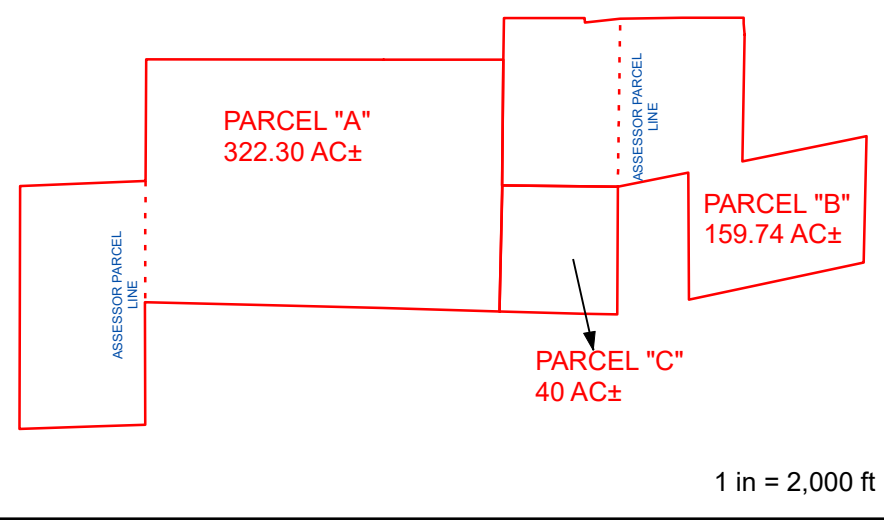 ASSESSOR PARCEL
LINE
PARCEL "A"
322.30 AC±
PARCEL "B"
159.74 AC±
ASSESSOR PARCEL
LINE
PARCEL "C"
40 AC±
1 in = 2,000 ft